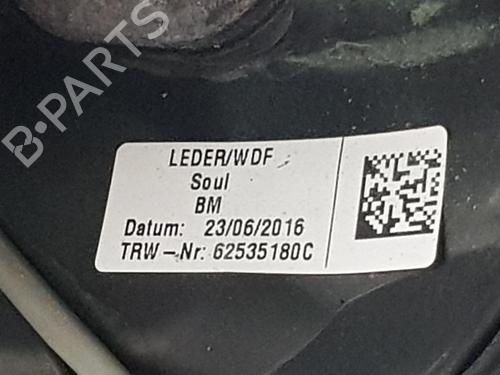 B-PARTS
LEDER/WDF
Soul
BM
Datum: 23/06/2016
TRW-Nr: 62535180C